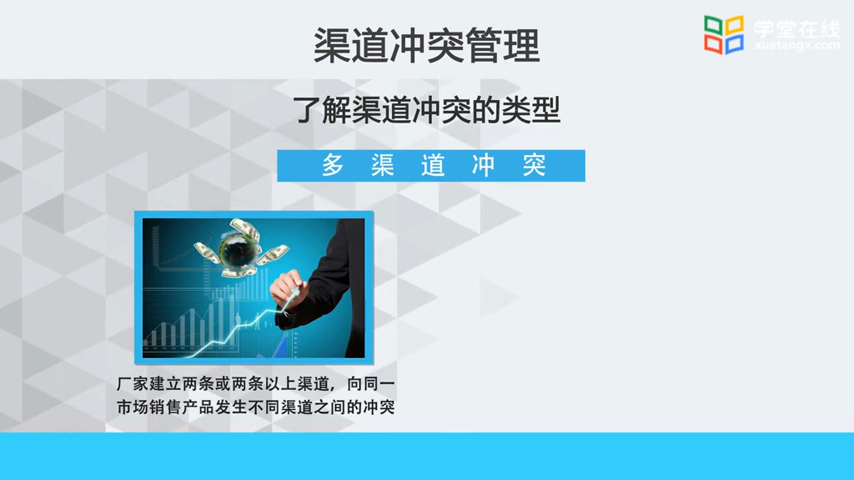 渠道冲突管理
学堂在线
xuetangx.com
了解渠道冲突的类型
多渠道冲突
厂家建立两条或两条以上渠道，向同一
市场销售产品发生不同渠道之间的冲突